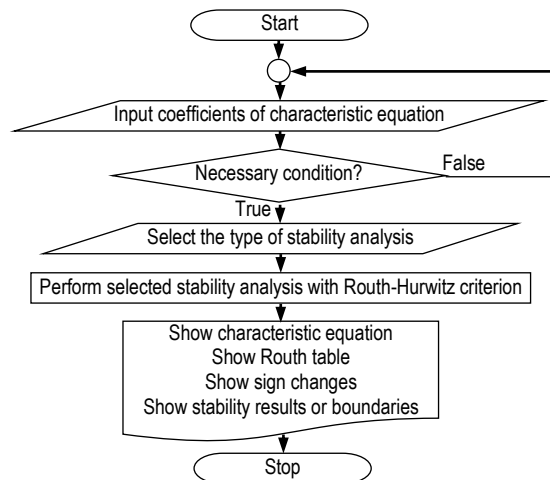 Start
Input coefficients of characteristic equation
Necessary condition?
False
True
Select the type of stability analysis
Perform selected stability analysis with Routh-Hurwitz criterion
Show characteristic equation
Show Routh table
Show sign changes
Show stability results or boundaries
Stop